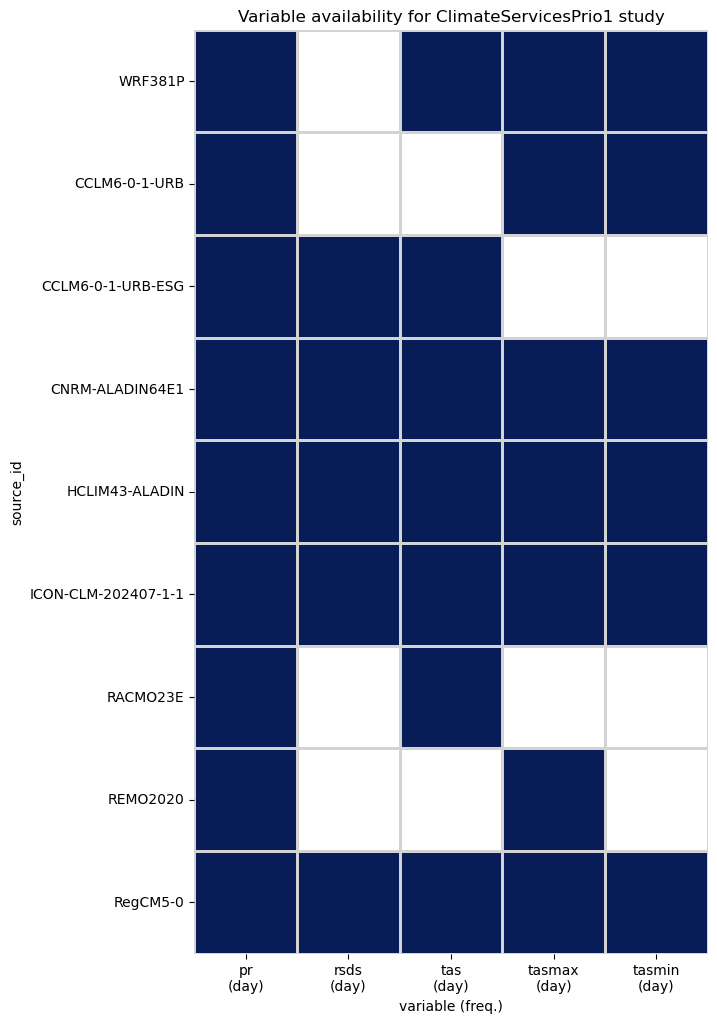 Variable availability for ClimateServicesPrio1 study
WRF381P
CCLM6-0-1-URB
CCLM6-0-1-URB-ESG
CNRM-ALADIN64E1
HCLIM43-ALADIN
ICON-CLM-202407-1-1
RACMO23E
REMO2020
RegCM5-0
source_id
pr rsds tas tasmax tasmin
(day) (day) (day) (day) (day)
variable (freq.)